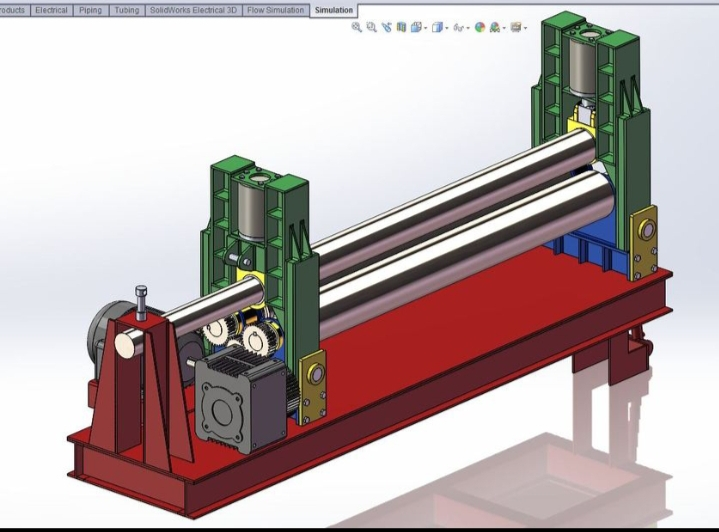 roducts Electrical Piping Tubing SolidWorks Electrical 3D Flow Simulation Simulation